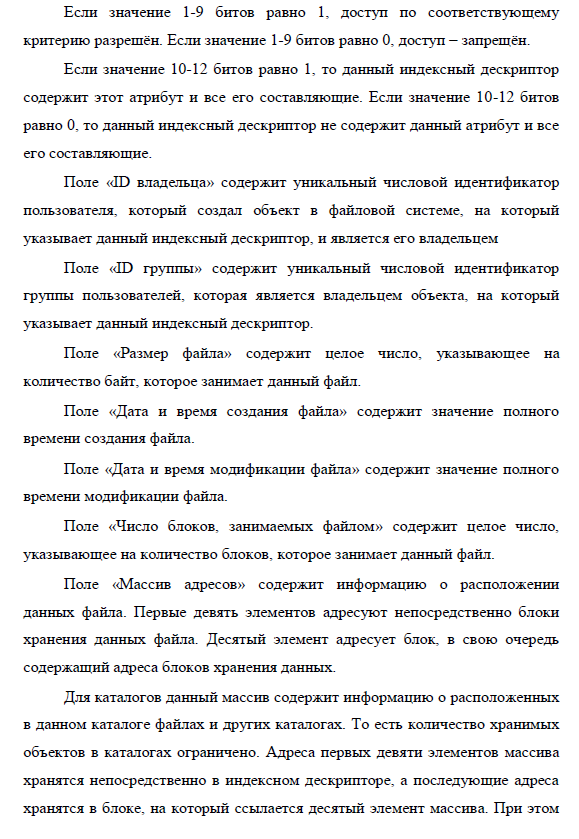 Если значение 1-9 битов равно 1, доступ по соответствующему
критерию разрешён. Если значение 1-9 битов равно 0, доступ – запрещён.
Если значение 10-12 битов равно 1, то данный индексный дескриптор
содержит этот атрибут и все его составляющие. Если значение 10-12 битов
равно 0, то данный индексный дескриптор не содержит данный атрибут и все
его составляющие.
Поле «ID владельца» содержит уникальный числовой идентификатор
пользователя, который создал объект в файловой системе, на который
указывает данный индексный дескриптор, и является его владельцем
Поле «ID группы» содержит уникальный числовой идентификатор
группы пользователей, которая является владельцем объекта, на который
указывает данный индексный дескриптор.
Поле «Размер файла» содержит целое число, указывающее на
количество байт, которое занимает данный файл.
Поле «Дата и время создания файла» содержит значение полного
времени создания файла.
Поле «Дата и время модификации файла» содержит значение полного
времени модификации файла.
Поле «Число блоков, занимаемых файлом» содержит целое число,
указывающее на количество блоков, которое занимает данный файл.
Поле «Массив адресов» содержит информацию о расположении
данных файла. Первые девять элементов адресуют непосредственно блоки
хранения данных файла. Десятый элемент адресует блок, в свою очередь
содержащий адреса блоков хранения данных.
Для каталогов данный массив содержит информацию о расположенных
в данном каталоге файлах и других каталогах. То есть количество хранимых
объектов в каталогах ограничено. Адреса первых девяти элементов массива
хранятся непосредственно в индексном дескрипторе, а последующие адреса
хранятся в блоке, на который ссылается десятый элемент массива. При этом